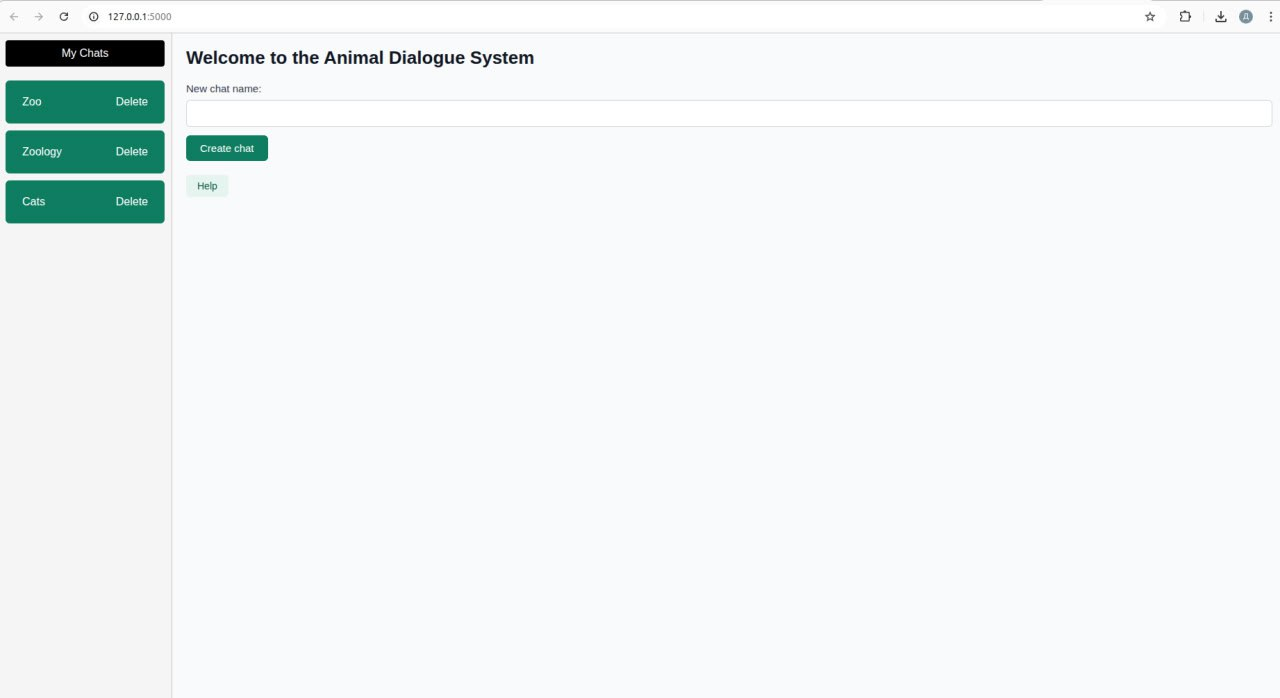 127.0.0.1:5000
Д
My Chats
Zoo Delete
Zoology Delete
Cats Delete
Welcome to the Animal Dialogue System
New chat name:
Create chat
Help